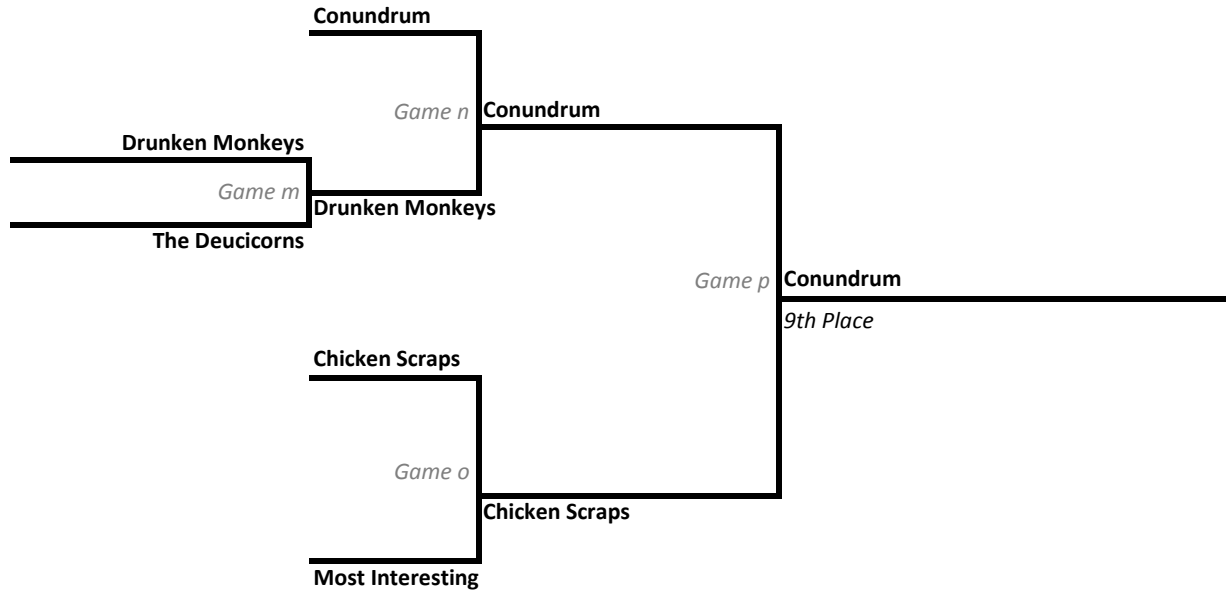 Conundrum
Game n
Conundrum
Drunken Monkeys
Game m
Drunken Monkeys
The Deucicorns
Game p
Conundrum
9th Place
Chicken Scraps
Game o
Chicken Scraps
Most Interesting